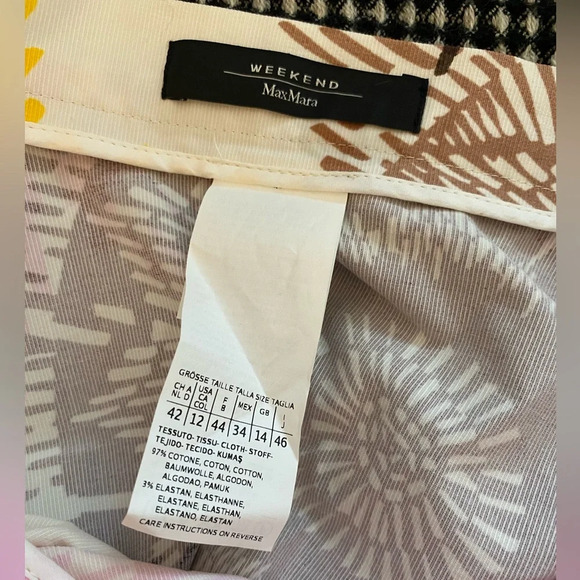 WEEKEND
MaxMara
GRÖSSE TAILLE TALLA SIZE TAGLIA
CH A USA F MEX GB I
NL D CA B J
COL
42 12 44 34 14 46
TESSUTO-TISSU-CLOTH-STOFF-
TEJIDO-TECIDO-KUMAŞ
97% COTONE, COTON, COTTON,
BAUMWOLLE, ALGODON,
ALGODAO, PAMUK
3% ELASTAN, ELASTHANNE,
ELASTANE, ELASTHAN,
ELASTANO, ELASTAN
CARE INSTRUCTIONS ON REVERSE